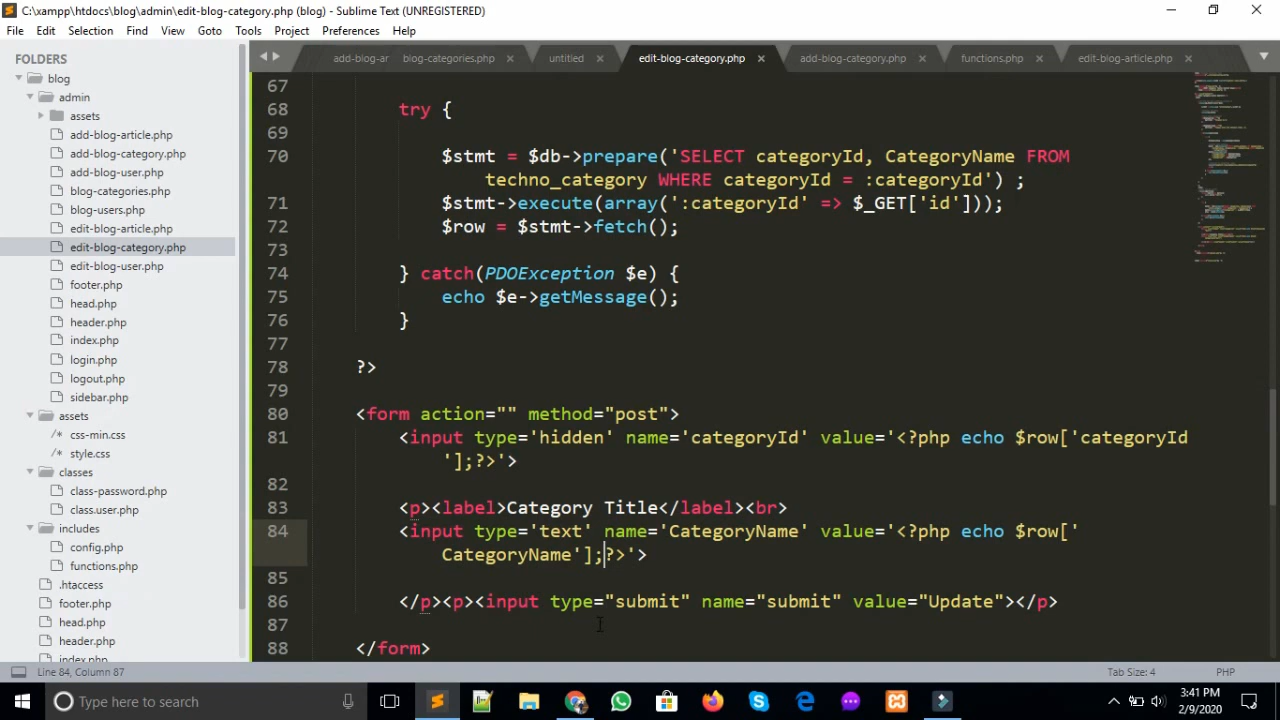 C:\xampp\htdocs\blog\admin\edit-blog-category.php (blog) - Sublime Text (UNREGISTERED)
File Edit Selection Find View Goto Tools Project Preferences Help
FOLDERS
blog
admin
assets
add-blog-article.php
add-blog-category.php
add-blog-user.php
blog-categories.php
blog-users.php
edit-blog-article.php
edit-blog-category.php
edit-blog-user.php
footer.php
head.php
header.php
index.php
login.php
logout.php
sidebar.php
assets
css-min.css
style.css
classes
class-password.php
class.user.php
includes
config.php
functions.php
.htaccess
footer.php
head.php
header.php
index.php
add-blog-ar blog-categories.php untitled edit-blog-category.php add-blog-category.php functions.php edit-blog-article.php
67
68 try {
69
70 $stmt = $db->prepare('SELECT categoryId, CategoryName FROM
techno_category WHERE categoryId = :categoryId') ;
71 $stmt->execute(array(':categoryId' => $_GET['id']));
72 $row = $stmt->fetch();
73
74 } catch(PDOException $e) {
75 echo $e->getMessage();
76 }
77
78 ?>
79
80 <form action="" method="post">
81 <input type='hidden' name='categoryId' value='<?php echo $row['categoryId
'];?>'>
82
83 <p><label>Category Title</label><br>
84 <input type='text' name='CategoryName' value='<?php echo $row['
CategoryName'];?>'>
85
86 </p><p><input type="submit" name="submit" value="Update"></p>
87
88 </form>
Line 84, Column 87 Tab Size: 4 PHP
Type here to search
3:41 PM
2/9/2020